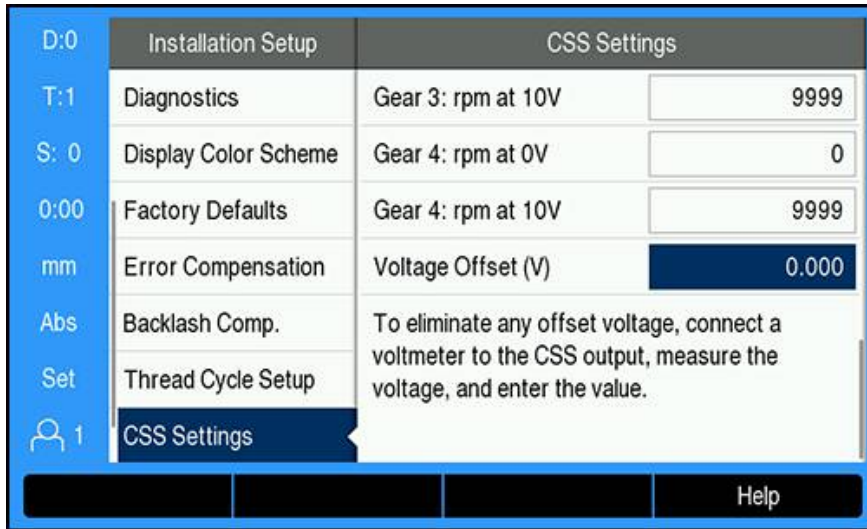 D:0
T:1
S: 0
0:00
mm
Abs
Set
1
Installation Setup
Diagnostics
Display Color Scheme
Factory Defaults
Error Compensation
Backlash Comp.
Thread Cycle Setup
CSS Settings
CSS Settings
Gear 3: rpm at 10V 9999
Gear 4: rpm at 0V 0
Gear 4: rpm at 10V 9999
Voltage Offset (V) 0.000
To eliminate any offset voltage, connect a
voltmeter to the CSS output, measure the
voltage, and enter the value.
Help